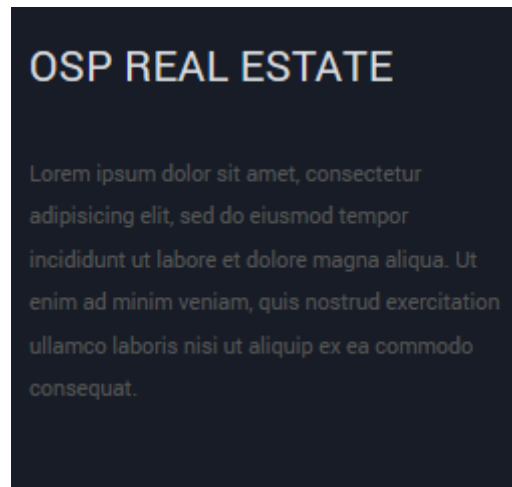 OSP REAL ESTATE
Lorem ipsum dolor sit amet, consectetur
adipisicing elit, sed do eiusmod tempor
incididunt ut labore et dolore magna aliqua. Ut
enim ad minim veniam, quis nostrud exercitation
ullamco laboris nisi ut aliquip ex ea commodo
consequat.